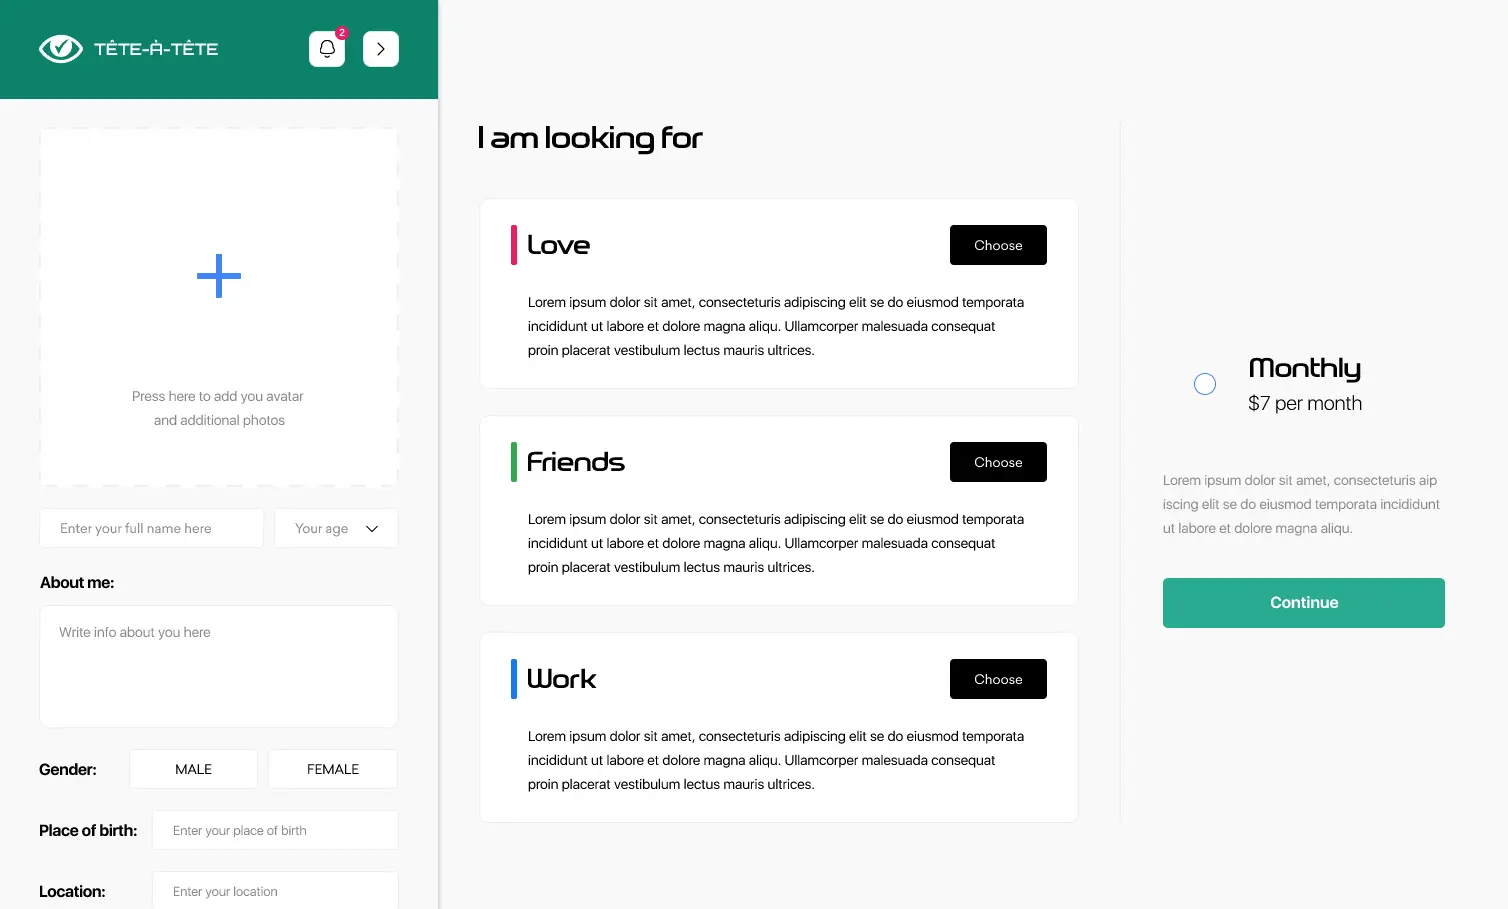 TÊTE-À-TÊTE
2
Press here to add you avatar
and additional photos
Enter your full name here
Your age
About me:
Write info about you here
Gender:
MALE
FEMALE
Place of birth:
Enter your place of birth
Location:
Enter your location
I am looking for
Love
Choose
Lorem ipsum dolor sit amet, consecteturis adipiscing elit se do eiusmod temporata
incididunt ut labore et dolore magna aliqu. Ullamcorper malesuada consequat
proin placerat vestibulum lectus mauris ultrices.
Friends
Choose
Lorem ipsum dolor sit amet, consecteturis adipiscing elit se do eiusmod temporata
incididunt ut labore et dolore magna aliqu. Ullamcorper malesuada consequat
proin placerat vestibulum lectus mauris ultrices.
Work
Choose
Lorem ipsum dolor sit amet, consecteturis adipiscing elit se do eiusmod temporata
incididunt ut labore et dolore magna aliqu. Ullamcorper malesuada consequat
proin placerat vestibulum lectus mauris ultrices.
Monthly
$7 per month
Lorem ipsum dolor sit amet, consecteturis aip
iscing elit se do eiusmod temporata incididunt
ut labore et dolore magna aliqu.
Continue